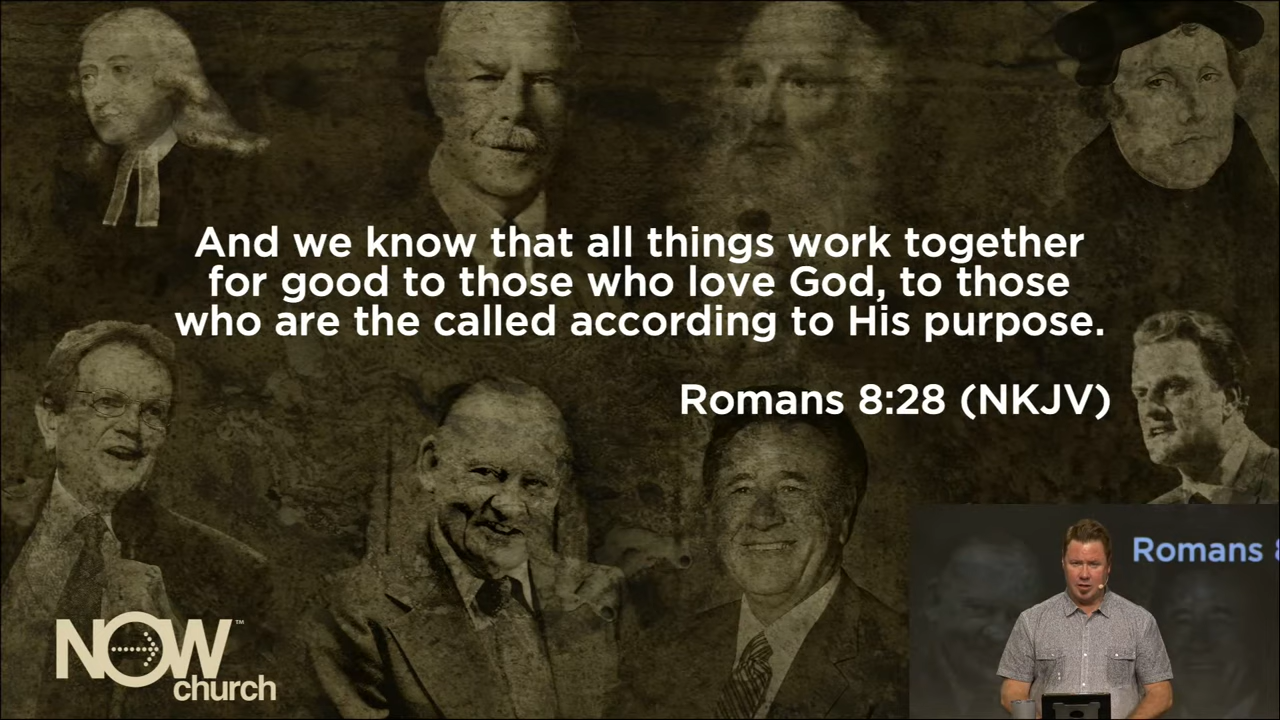 And we know that all things work together
for good to those who love God, to those
who are the called according to His purpose.
Romans 8:28 (NKJV)
Romans
NOW™
church